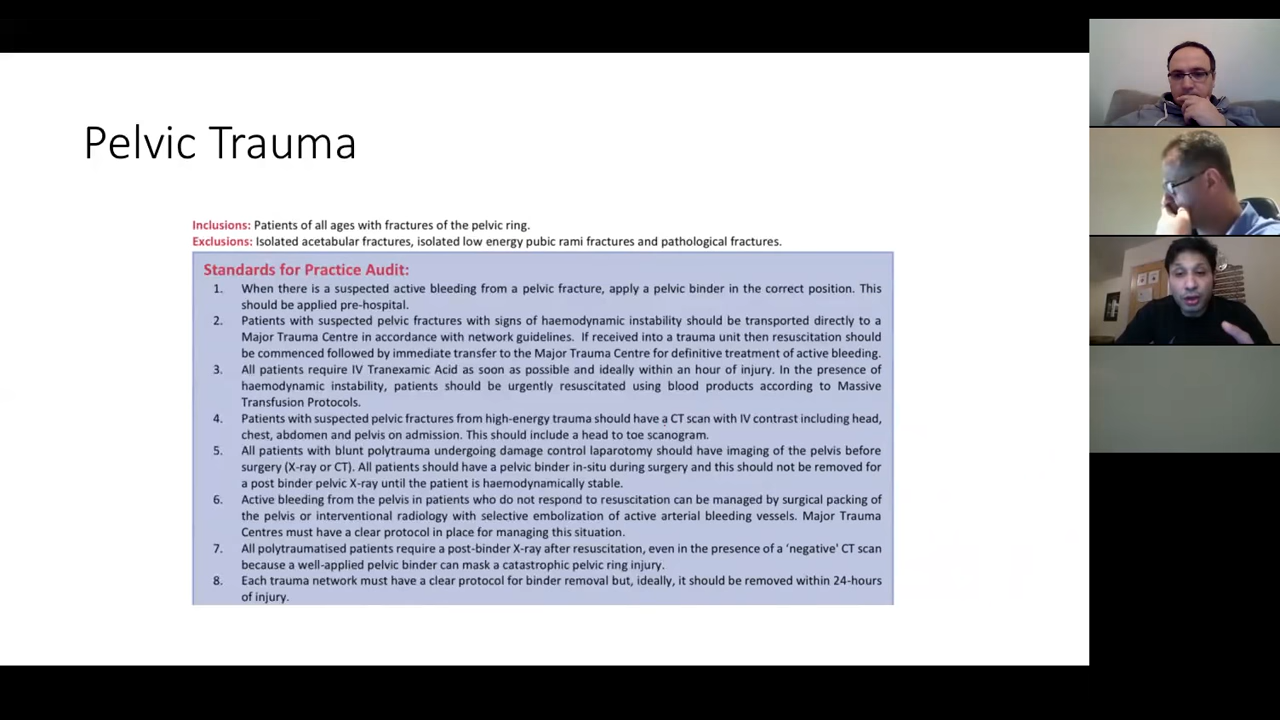 Pelvic Trauma
Inclusions: Patients of all ages with fractures of the pelvic ring.
Exclusions: Isolated acetabular fractures, isolated low energy pubic rami fractures and pathological fractures.
Standards for Practice Audit:
1. When there is a suspected active bleeding from a pelvic fracture, apply a pelvic binder in the correct position. This
should be applied pre-hospital.
2. Patients with suspected pelvic fractures with signs of haemodynamic instability should be transported directly to a
Major Trauma Centre in accordance with network guidelines. If received into a trauma unit then resuscitation should
be commenced followed by immediate transfer to the Major Trauma Centre for definitive treatment of active bleeding.
3. All patients require IV Tranexamic Acid as soon as possible and ideally within an hour of injury. In the presence of
haemodynamic instability, patients should be urgently resuscitated using blood products according to Massive
Transfusion Protocols.
4. Patients with suspected pelvic fractures from high-energy trauma should have a CT scan with IV contrast including head,
chest, abdomen and pelvis on admission. This should include a head to toe scanogram.
5. All patients with blunt polytrauma undergoing damage control laparotomy should have imaging of the pelvis before
surgery (X-ray or CT). All patients should have a pelvic binder in-situ during surgery and this should not be removed for
a post binder pelvic X-ray until the patient is haemodynamically stable.
6. Active bleeding from the pelvis in patients who do not respond to resuscitation can be managed by surgical packing of
the pelvis or interventional radiology with selective embolization of active arterial bleeding vessels. Major Trauma
Centres must have a clear protocol in place for managing this situation.
7. All polytraumatised patients require a post-binder X-ray after resuscitation, even in the presence of a ‘negative’ CT scan
because a well-applied pelvic binder can mask a catastrophic pelvic ring injury.
8. Each trauma network must have a clear protocol for binder removal but, ideally, it should be removed within 24-hours
of injury.